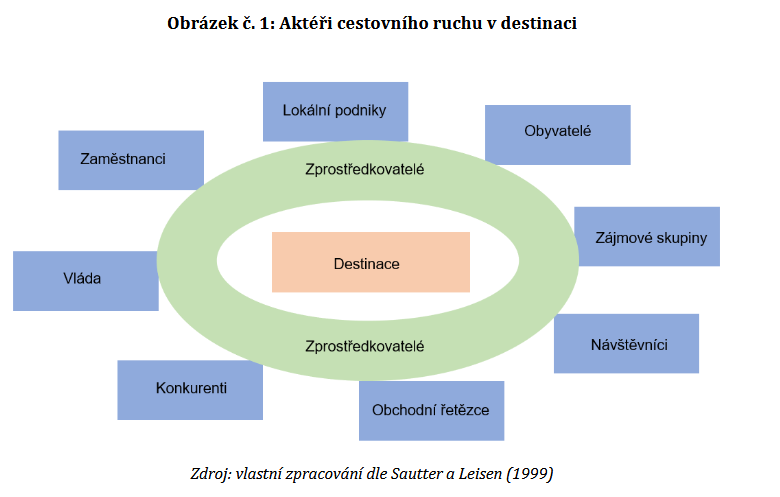 Obrázek č. 1: Aktéři cestovního ruchu v destinaci
Lokální podniky
Obyvatelé
Zaměstnanci
Zprostředkovatelé
Zájmové skupiny
Destinace
Vláda
Návštěvníci
Zprostředkovatelé
Konkurenti
Obchodní řetězce
Zdroj: vlastní zpracování dle Sautter a Leisen (1999)